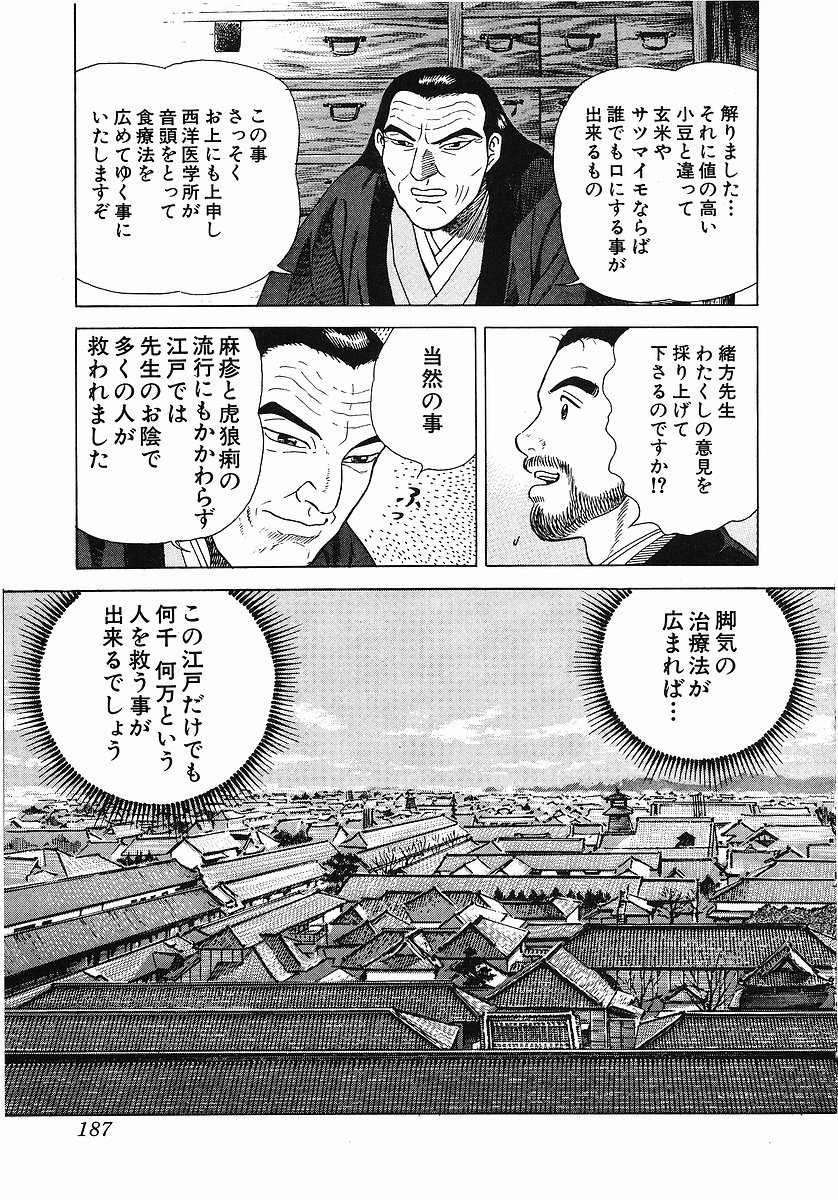 解りました…
それに値の高い
小豆と違って
玄米や
サツマイモならば
誰でも口にする事が
出来るもの
この事
さっそく
お上にも上申し
西洋医学所が
音頭をとって
食療法を
広めてゆく事に
いたしますぞ
緒方先生
わたくしの意見を
採り上げて
下さるのですか!?
当然の事
ふっ
麻疹と虎狼痢の
流行にもかかわらず
江戸では
先生のお陰で
多くの人が
救われました
脚気の
治療法が
広まれば…
この江戸だけでも
何千 何万という
人を救う事が
出来るでしょう
187